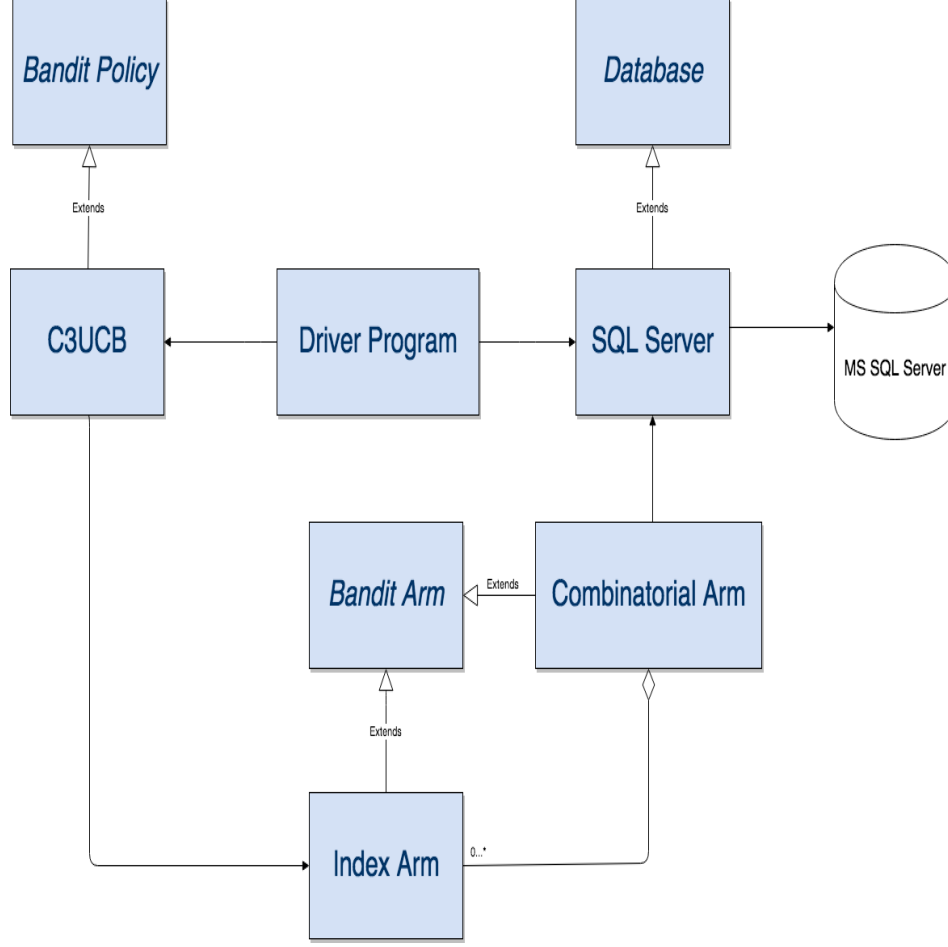 Bandit Policy
Database
Extends
Extends
C3UCB
Driver Program
SQL Server
MS SQL Server
Bandit Arm
Extends
Combinatorial Arm
Extends
Index Arm
0...*